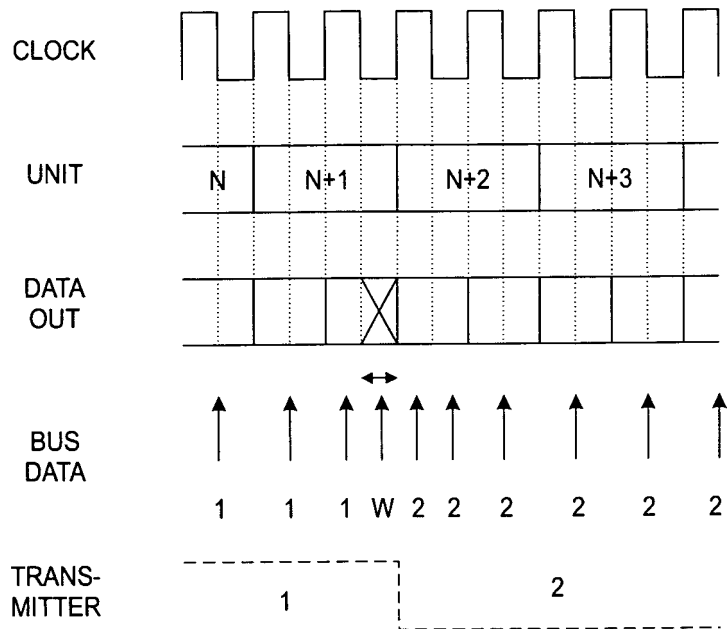 CLOCK
UNIT
N N+1 N+2 N+3
DATA
OUT
BUS
DATA
1 1 1 W 2 2 2 2 2 2
TRANS-
MITTER
1 2